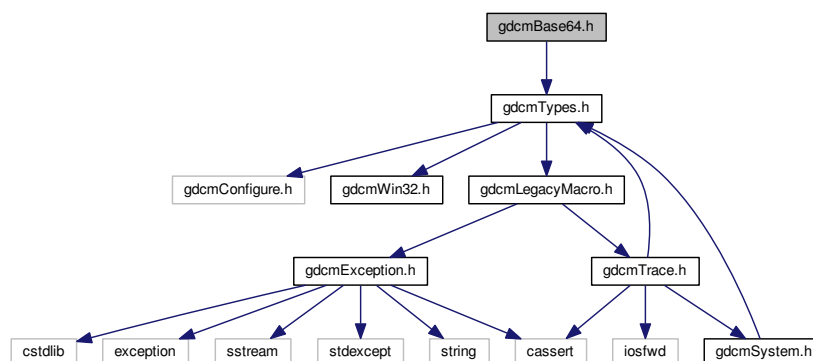 gdcmBase64.h
gdcmTypes.h
gdcmConfigure.h
gdcmWin32.h
gdcmLegacyMacro.h
gdcmException.h
gdcmTrace.h
cstdlib
exception
sstream
stdexcept
string
cassert
iosfwd
gdcmSystem.h